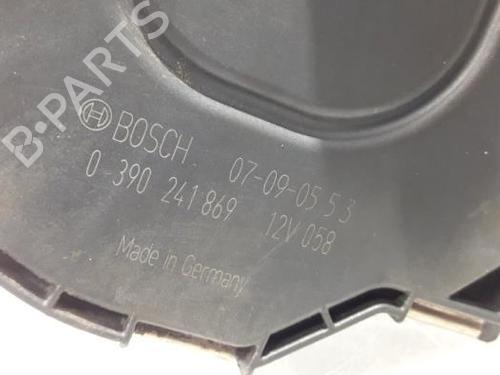 B-PARTS
BOSCH 07-09-05 5 3
0 390 241 869 12V 058
Made in Germany